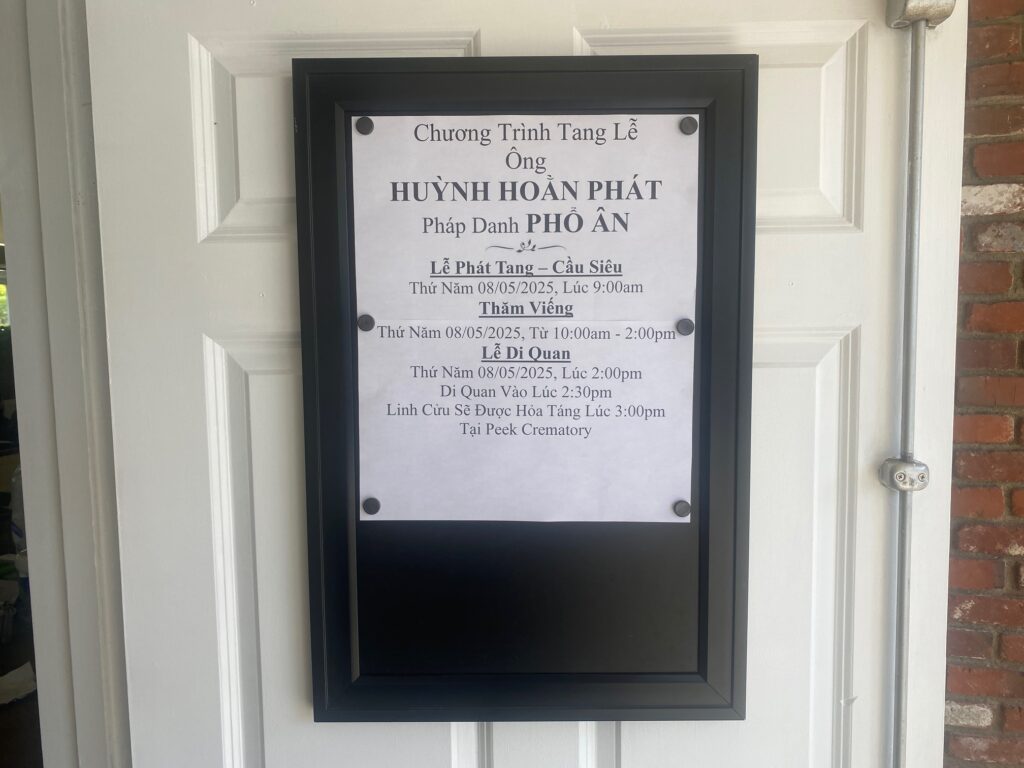 Chương Trình Tang Lễ
Ông
HUỲNH HOẰN PHÁT
Pháp Danh PHỔ ÂN
Lễ Phát Tang – Cầu Siêu
Thứ Năm 08/05/2025, Lúc 9:00am
Thăm Viếng
Thứ Năm 08/05/2025, Từ 10:00am - 2:00pm
Lễ Di Quan
Thứ Năm 08/05/2025, Lúc 2:00pm
Di Quan Vào Lúc 2:30pm
Linh Cửu Sẽ Được Hỏa Táng Lúc 3:00pm
Tại Peek Crematory